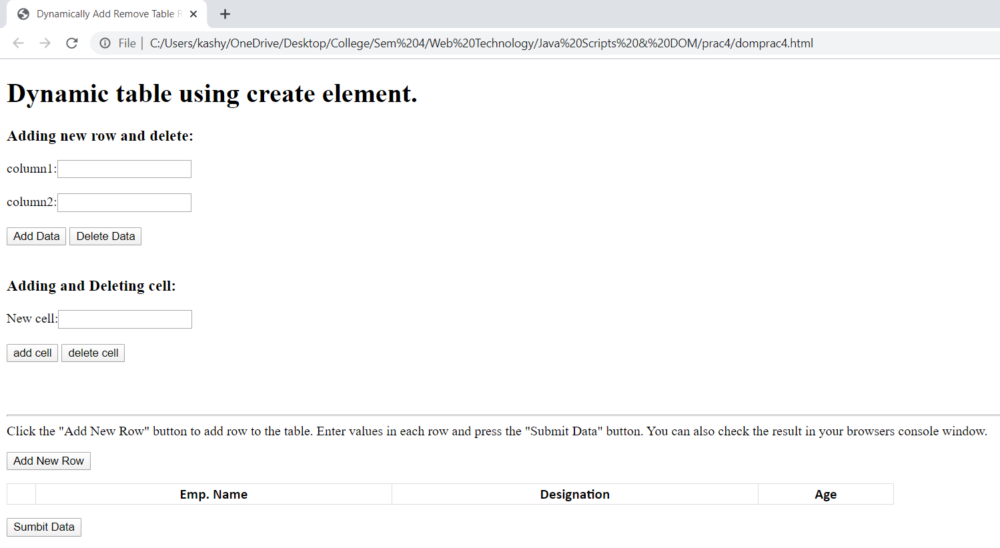 Dynamically Add Remove Table R
File | C:/Users/kashy/OneDrive/Desktop/College/Sem%204/Web%20Technology/Java%20Scripts%20&%20DOM/prac4/domprac4.html
Dynamic table using create element.
Adding new row and delete:
column1:
column2:
Add Data Delete Data
Adding and Deleting cell:
New cell:
add cell delete cell
Click the "Add New Row" button to add row to the table. Enter values in each row and press the "Submit Data" button. You can also check the result in your browsers console window.
Add New Row
Emp. Name Designation Age
Sumbit Data